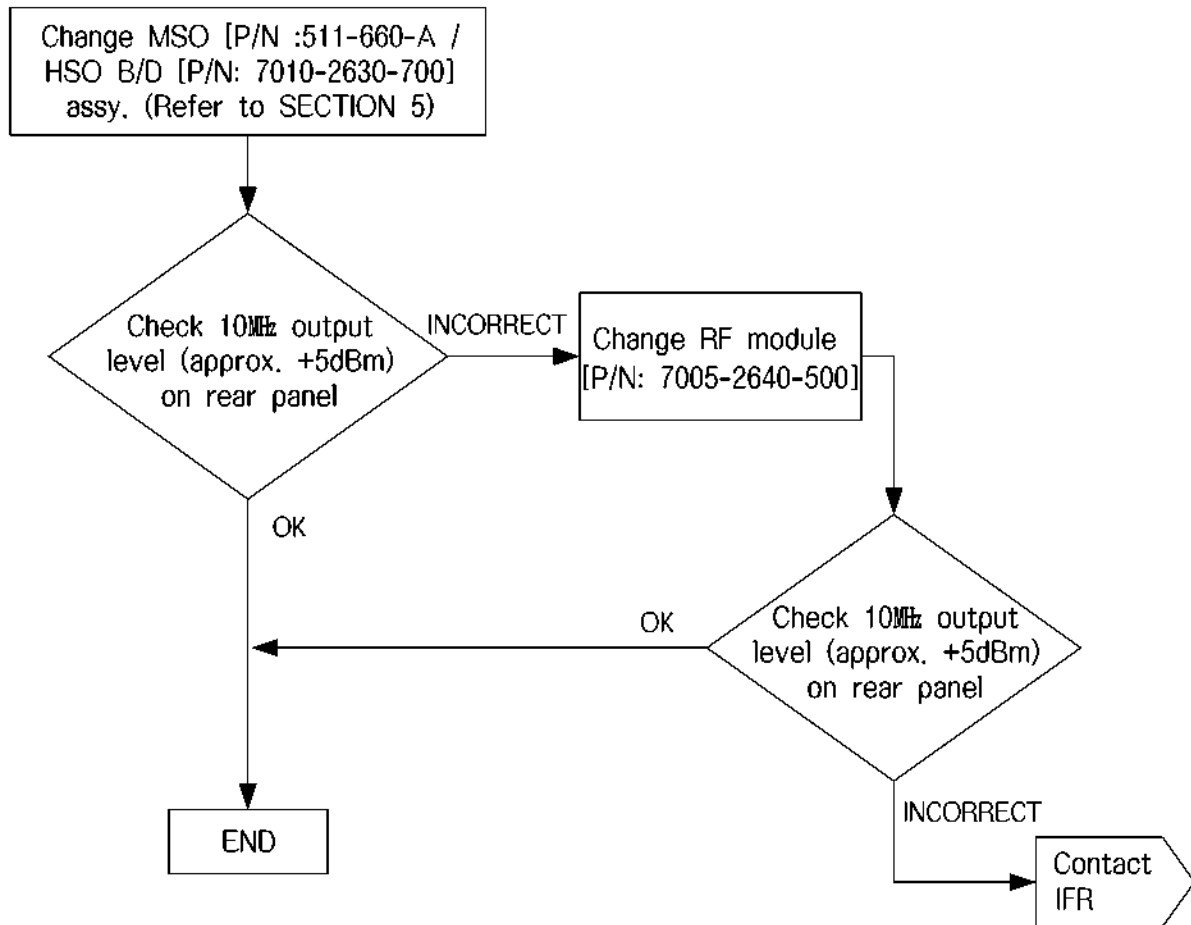 Change MSO [P/N :511-660-A /
HSO B/D [P/N: 7010-2630-700]
assy. (Refer to SECTION 5)
Check 10㎒ output
level (approx. +5dBm)
on rear panel
INCORRECT
Change RF module
[P/N: 7005-2640-500]
OK
Check 10㎒ output
level (approx. +5dBm)
on rear panel
OK
INCORRECT
END
Contact
IFR